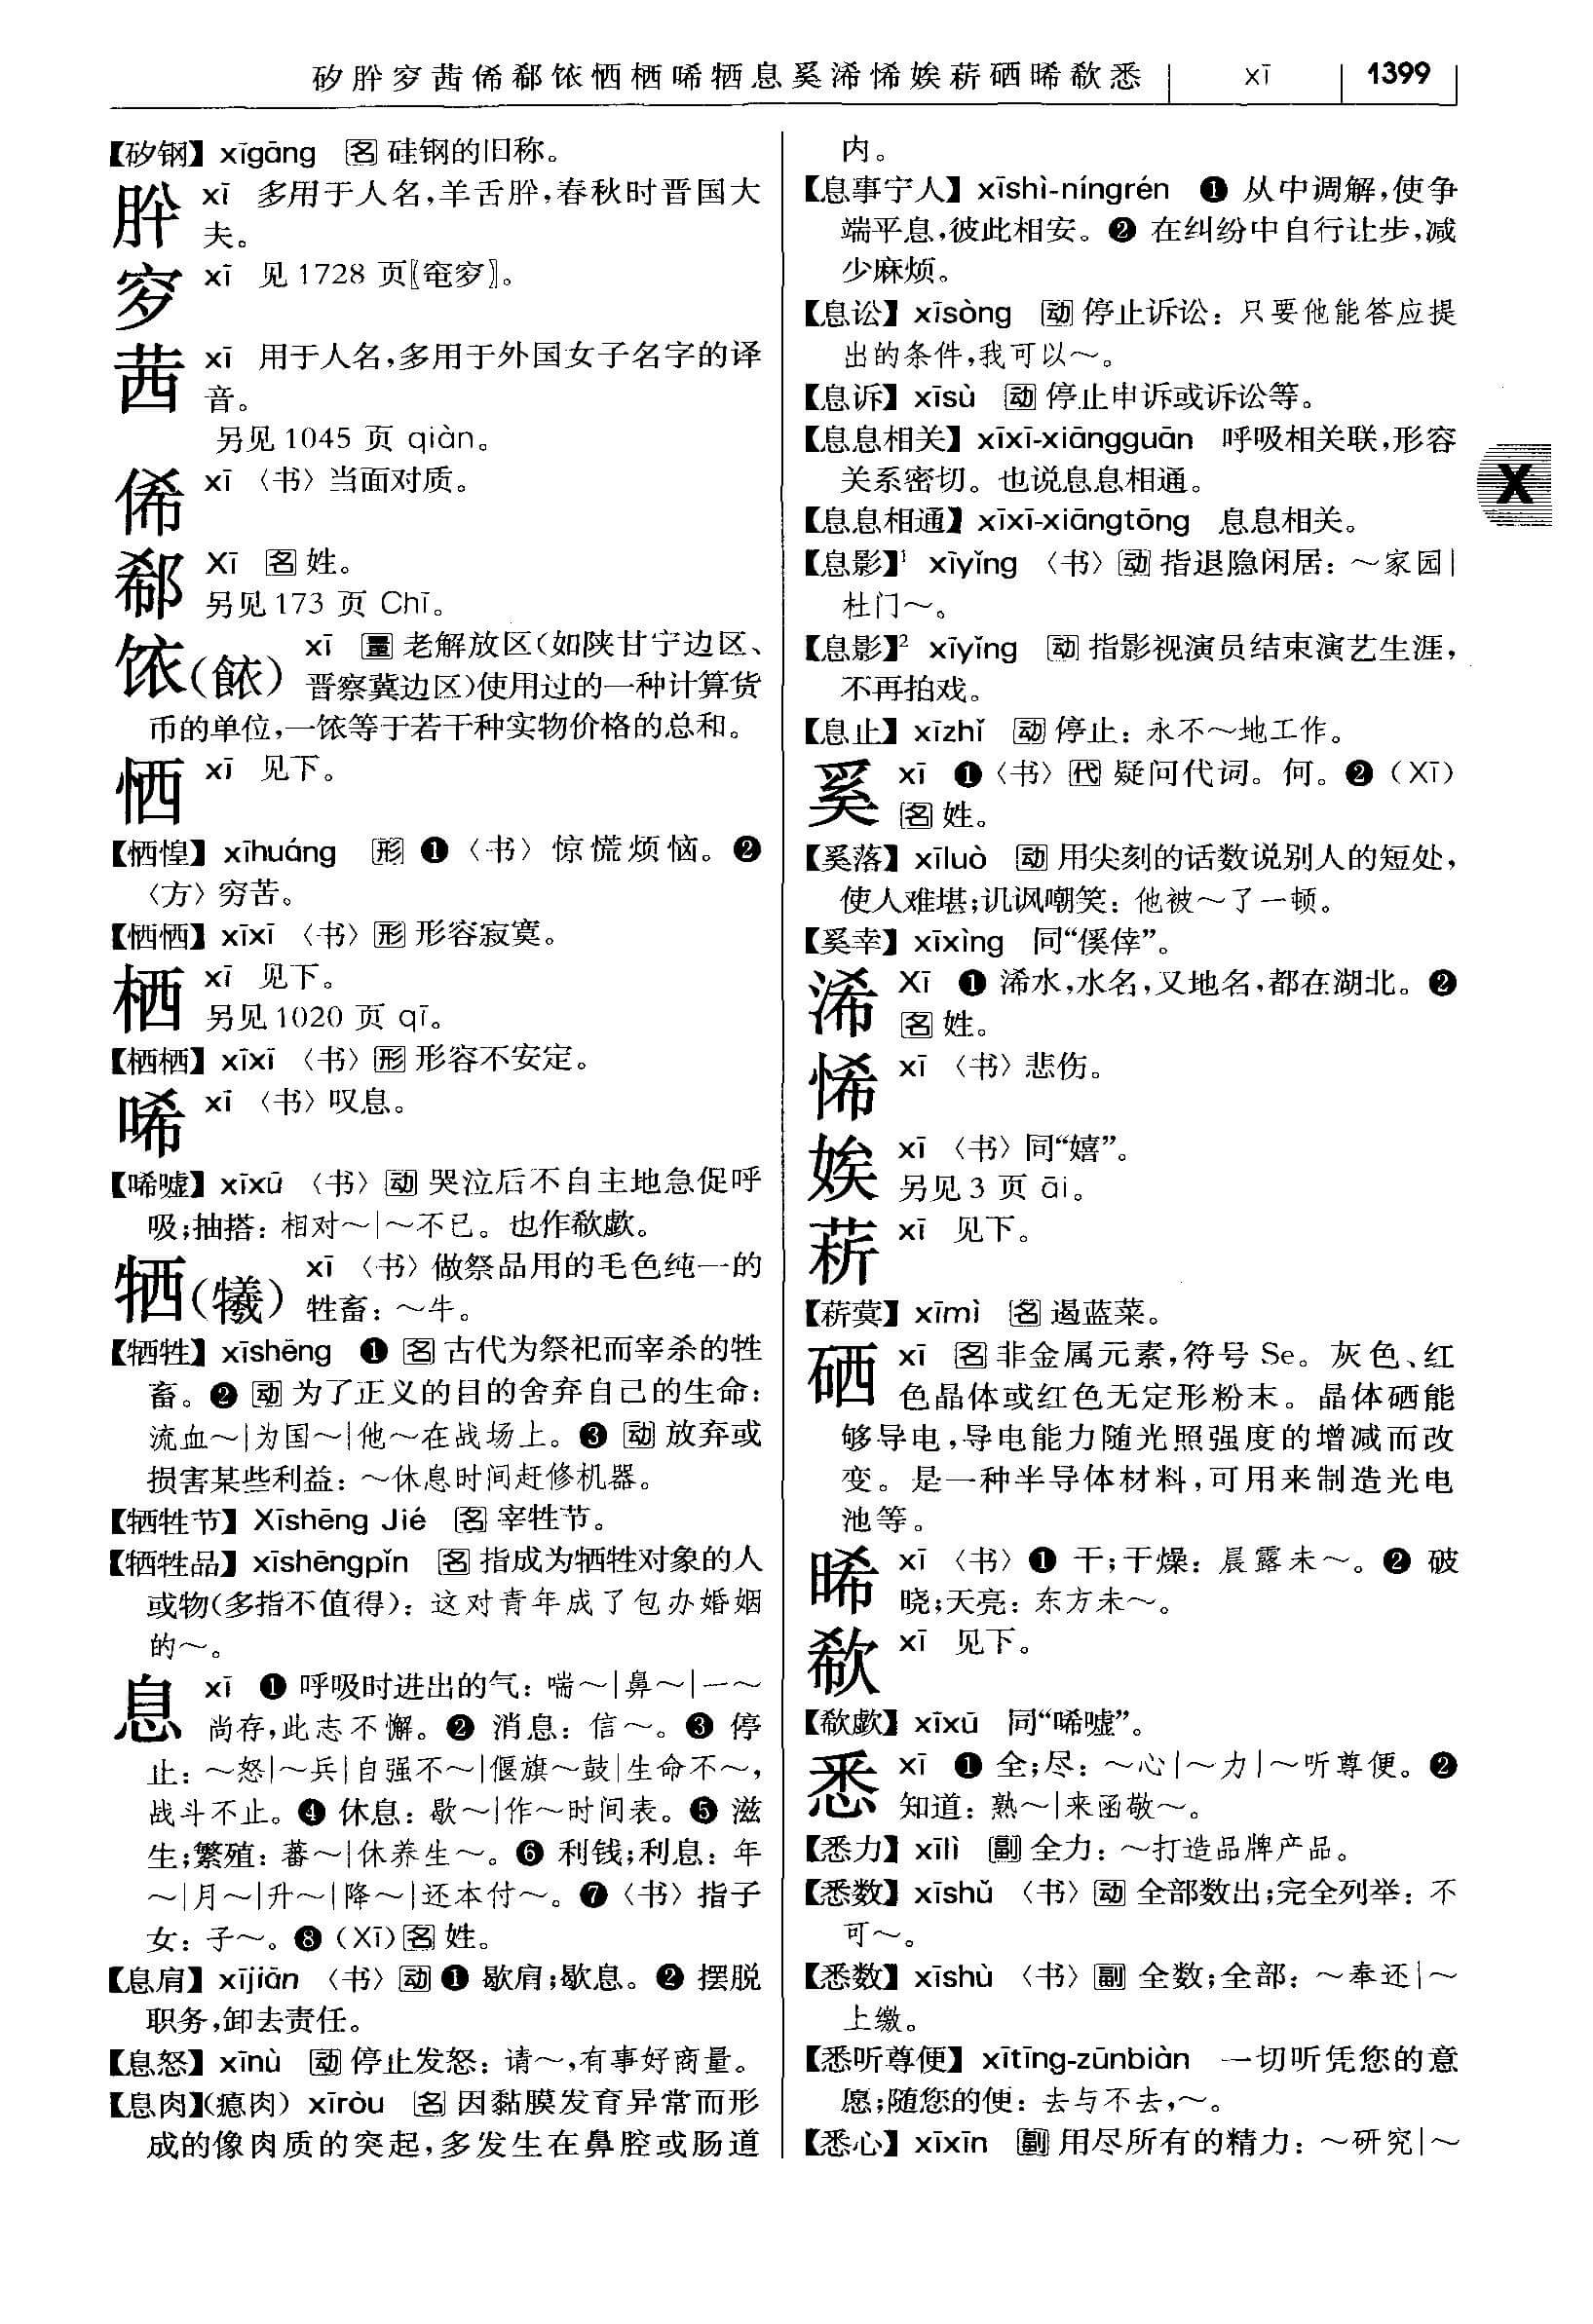 矽肸穸茜俙郗饻恓栖唏牺息奚浠悕娭菥硒晞欷悉 xī 1399
【矽钢】 xīgāng 名 硅钢的旧称。
肸 xī 多用于人名,羊舌肸,春秋时晋国大
夫。
穸 xī 见 1728 页〖窀穸〗。
茜 xī 用于人名,多用于外国女子名字的译
音。
另见 1045 页 qiàn。
俙 xī 〈书〉当面对质。
郗 Xī 名 姓。
另见 173 页 Chī。
饻(餏) xī 量 老解放区(如陕甘宁边区、
晋察冀边区)使用过的一种计算货
币的单位,一饻等于若干种实物价格的总和。
恓 xī 见下。
【恓惶】 xīhuáng 形 ❶〈书〉惊慌烦恼。❷
〈方〉穷苦。
【恓恓】 xīxī 〈书〉形 形容寂寞。
栖 xī 见下。
另见 1020 页 qī。
【栖栖】 xīxī 〈书〉形 形容不安定。
唏 xī 〈书〉叹息。
【唏嘘】 xīxū 〈书〉动 哭泣后不自主地急促呼
吸;抽搭:相对~|~不已。也作欷歔。
牺(犧) xī 〈书〉做祭品用的毛色纯一的
牲畜:~牛。
【牺牲】 xīshēng ❶ 名 古代为祭祀而宰杀的牲
畜。❷ 动 为了正义的目的舍弃自己的生命:
流血~|为国~|他~在战场上。❸ 动 放弃或
损害某些利益:~休息时间赶修机器。
【牺牲节】 Xīshēng Jié 名 宰牲节。
【牺牲品】 xīshēngpǐn 名 指成为牺牲对象的人
或物(多指不值得):这对青年成了包办婚姻
的~。
息 xī ❶ 呼吸时进出的气:喘~|鼻~|一~
尚存,此志不懈。❷ 消息:信~。❸ 停
止:~怒|~兵|自强不~|偃旗~鼓|生命不~,
战斗不止。❹ 休息:歇~|作~时间表。❺ 滋
生;繁殖:蕃~|休养生~。❻ 利钱;利息:年
~|月~|升~|降~|还本付~。❼〈书〉指子
女:子~。❽ (Xī) 名 姓。
【息肩】 xījiān 〈书〉动 ❶ 歇肩;歇息。❷ 摆脱
职务,卸去责任。
【息怒】 xīnù 动 停止发怒:请~,有事好商量。
【息肉】(瘜肉) xīròu 名 因黏膜发育异常而形
成的像肉质的突起,多发生在鼻腔或肠道
内。
【息事宁人】 xīshì-níngrén ❶ 从中调解,使争
端平息,彼此相安。❷ 在纠纷中自行让步,减
少麻烦。
【息讼】 xīsòng 动 停止诉讼:只要他能答应提
出的条件,我可以~。
【息诉】 xīsù 动 停止申诉或诉讼等。
【息息相关】 xīxī-xiāngguān 呼吸相关联,形容
关系密切。也说息息相通。
【息息相通】 xīxī-xiāngtōng 息息相关。
【息影】¹ xīyǐng 〈书〉动 指退隐闲居:~家园|
杜门~。
【息影】² xīyǐng 动 指影视演员结束演艺生涯,
不再拍戏。
【息止】 xīzhǐ 动 停止:永不~地工作。
奚 xī ❶〈书〉代 疑问代词。何。❷ (Xī)
名 姓。
【奚落】 xīluò 动 用尖刻的话数说别人的短处,
使人难堪;讥讽嘲笑:他被~了一顿。
【奚幸】 xīxìng 同“傒倖”。
浠 Xī ❶ 浠水,水名,又地名,都在湖北。❷
名 姓。
悕 xī 〈书〉悲伤。
娭 xī 〈书〉同“嬉”。
另见 3 页 āi。
菥 xī 见下。
【菥蓂】 xīmì 名 遏蓝菜。
硒 xī 名 非金属元素,符号 Se。灰色、红
色晶体或红色无定形粉末。晶体硒能
够导电,导电能力随光照强度的增减而改
变。是一种半导体材料,可用来制造光电
池等。
晞 xī 〈书〉❶ 干;干燥:晨露未~。❷ 破
晓;天亮:东方未~。
欷 xī 见下。
【欷歔】 xīxū 同“唏嘘”。
悉 xī ❶ 全;尽:~心|~力|~听尊便。❷
知道:熟~|来函敬~。
【悉力】 xīlì 副 全力:~打造品牌产品。
【悉数】 xīshǔ 〈书〉动 全部数出;完全列举:不
可~。
【悉数】 xīshù 〈书〉副 全数;全部:~奉还|~
上缴。
【悉听尊便】 xītīng-zūnbiàn 一切听凭您的意
愿;随您的便:去与不去,~。
【悉心】 xīxīn 副 用尽所有的精力:~研究|~
X